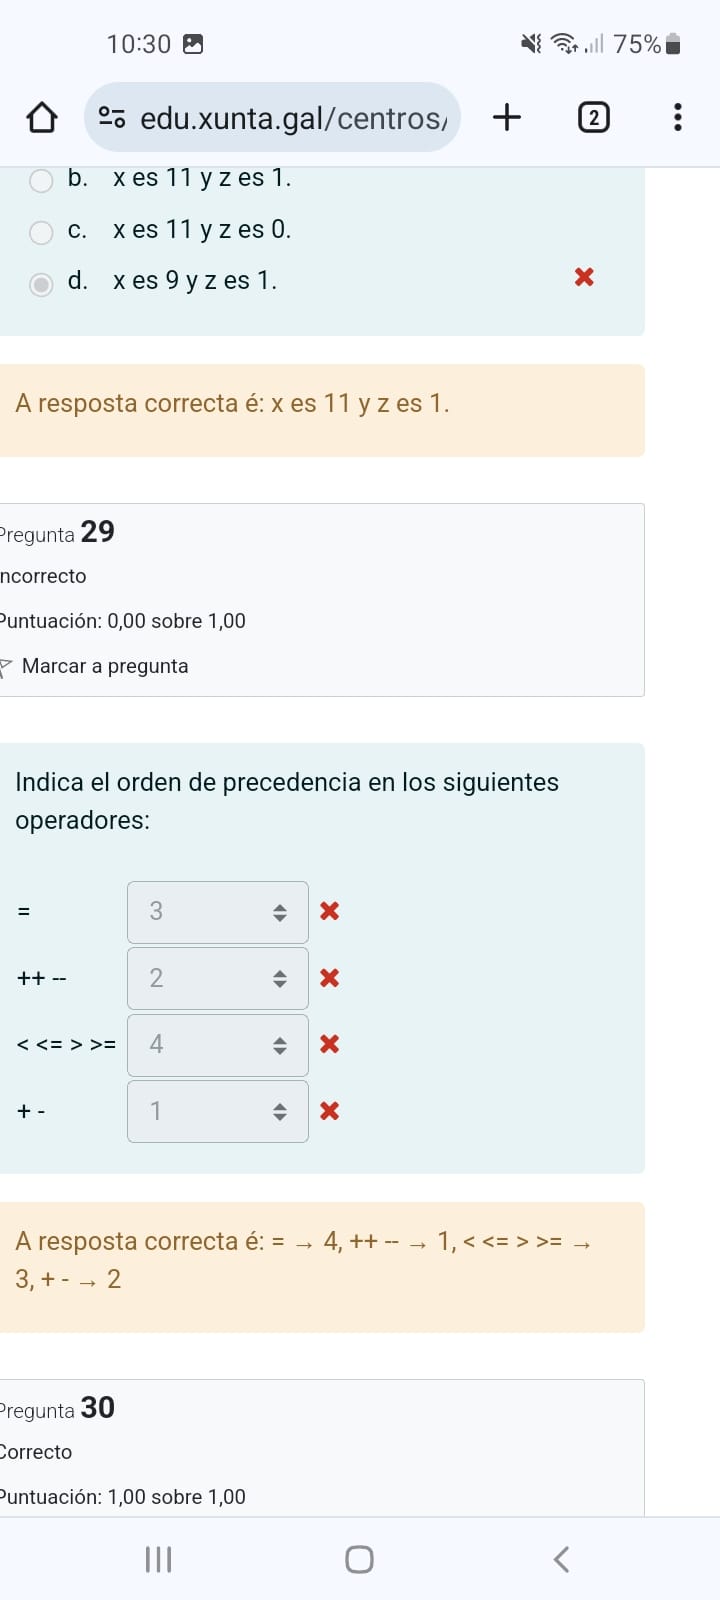 10:30 75%
edu.xunta.gal/centros/ 2
b. x es 11 y z es 1.
c. x es 11 y z es 0.
d. x es 9 y z es 1.
A resposta correcta é: x es 11 y z es 1.
Pregunta 29
ncorrecto
Puntuación: 0,00 sobre 1,00
Marcar a pregunta
Indica el orden de precedencia en los siguientes
operadores:
= 3
++ -- 2
< <= > >= 4
+ - 1
A resposta correcta é: = → 4, ++ -- → 1, < <= > >= →
3, + - → 2
Pregunta 30
Correcto
Puntuación: 1,00 sobre 1,00